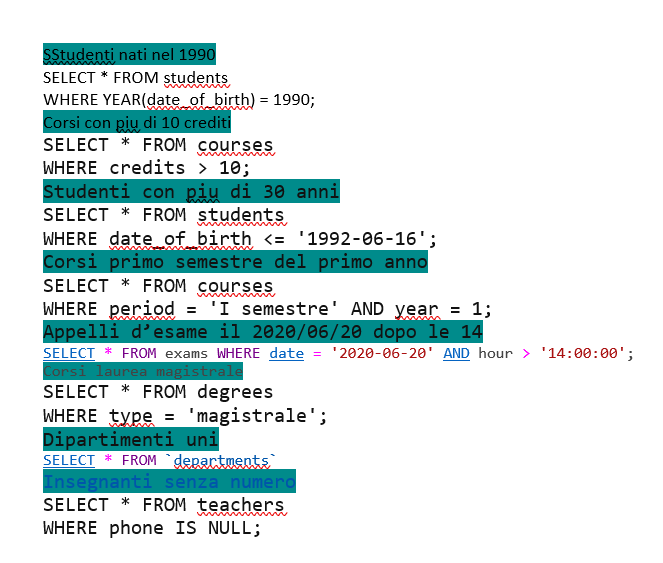 SStudenti nati nel 1990
SELECT * FROM students
WHERE YEAR(date_of_birth) = 1990;
Corsi con piu di 10 crediti
SELECT * FROM courses
WHERE credits > 10;
Studenti con piu di 30 anni
SELECT * FROM students
WHERE date_of_birth <= '1992-06-16';
Corsi primo semestre del primo anno
SELECT * FROM courses
WHERE period = 'I semestre' AND year = 1;
Appelli d’esame il 2020/06/20 dopo le 14
SELECT * FROM exams WHERE date = '2020-06-20' AND hour > '14:00:00';
Corsi laurea magistrale
SELECT * FROM degrees
WHERE type = 'magistrale';
Dipartimenti uni
SELECT * FROM `departments`
Insegnanti senza numero
SELECT * FROM teachers
WHERE phone IS NULL;